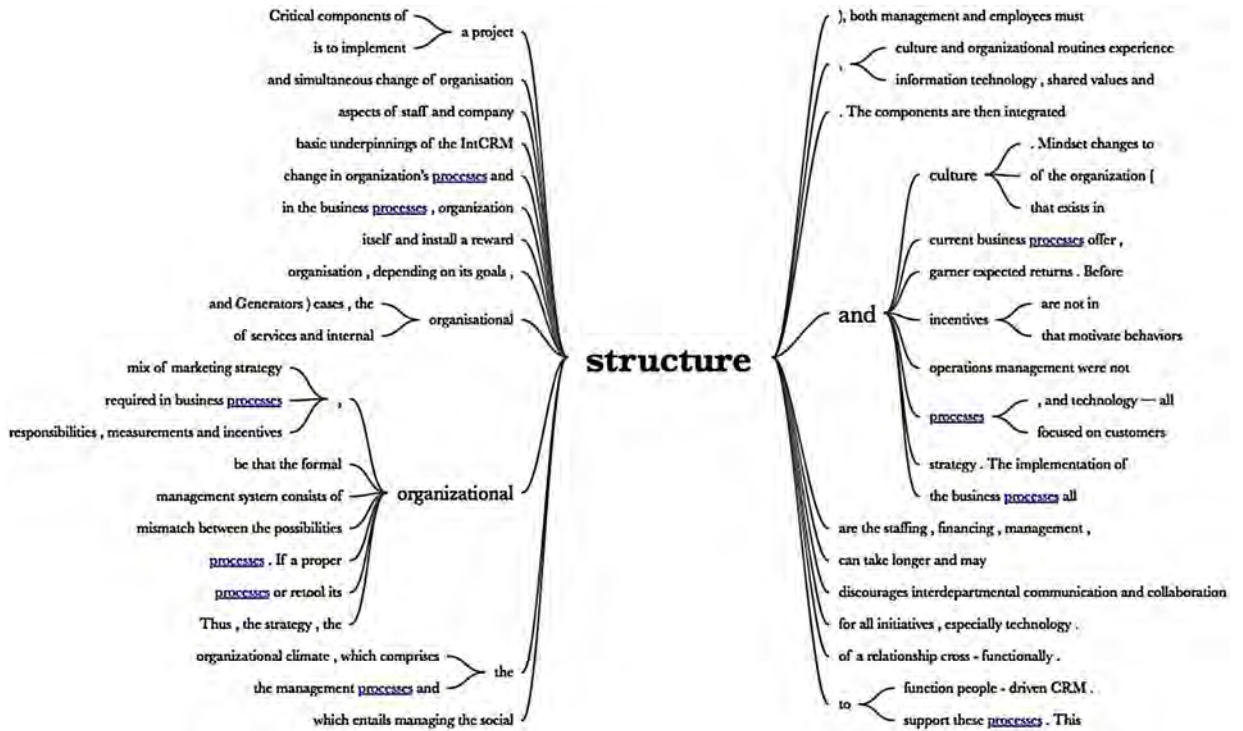 Critical components of
is to implement
a project
and simultaneous change of organisation
aspects of staff and company
basic underpinnings of the IntCRM
change in organization's processes and
in the business processes , organization
itself and install a reward
organisation , depending on its goals ,
and Generators ) cases , the
of services and internal
organisational
mix of marketing strategy
required in business processes
responsibilities , measurements and incentives
,
be that the formal
management system consists of
mismatch between the possibilities
processes . If a proper
processes or retool its
Thus , the strategy , the
organizational
organizational climate , which comprises
the management processes and
the
which entails managing the social
structure
), both management and employees must
,
culture and organizational routines experience
information technology , shared values and
. The components are then integrated
and
culture
. Mindset changes to
of the organization [
that exists in
current business processes offer ,
garner expected returns . Before
incentives
are not in
that motivate behaviors
operations management were not
processes
, and technology — all
focused on customers
strategy . The implementation of
the business processes all
are the staffing , financing , management ,
can take longer and may
discourages interdepartmental communication and collaboration
for all initiatives , especially technology .
of a relationship cross - functionally .
to
function people - driven CRM .
support these processes . This